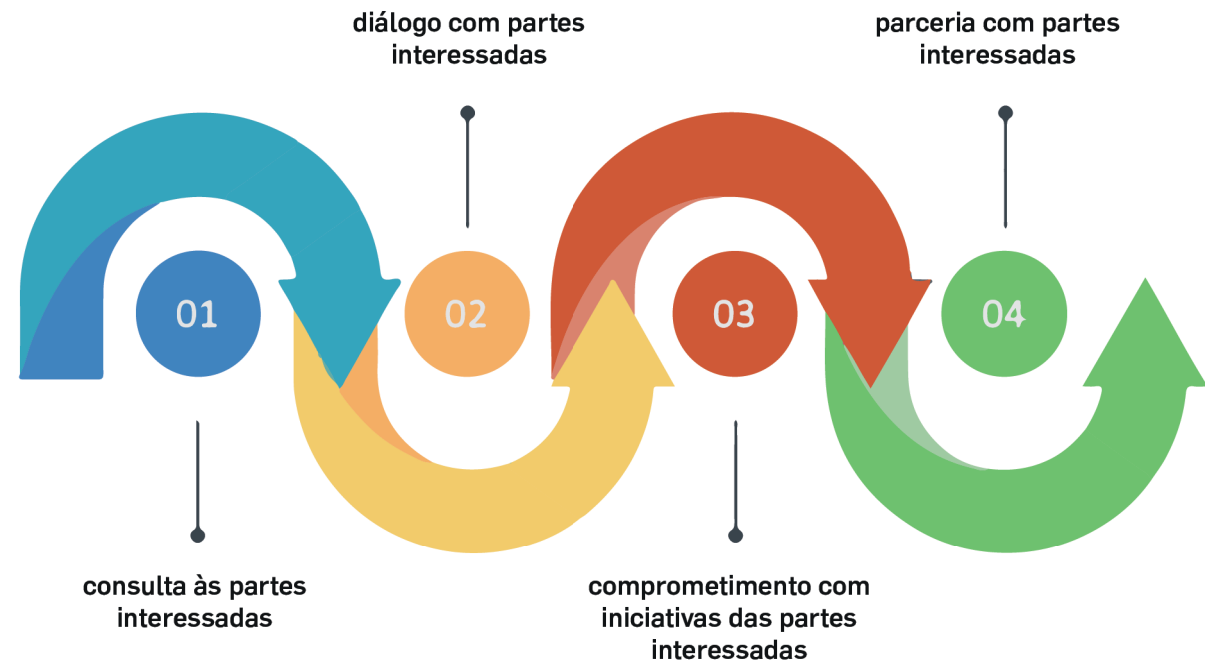 diálogo com partes
interessadas
parceria com partes
interessadas
01
02
03
04
consulta às partes
interessadas
comprometimento com
iniciativas das partes
interessadas